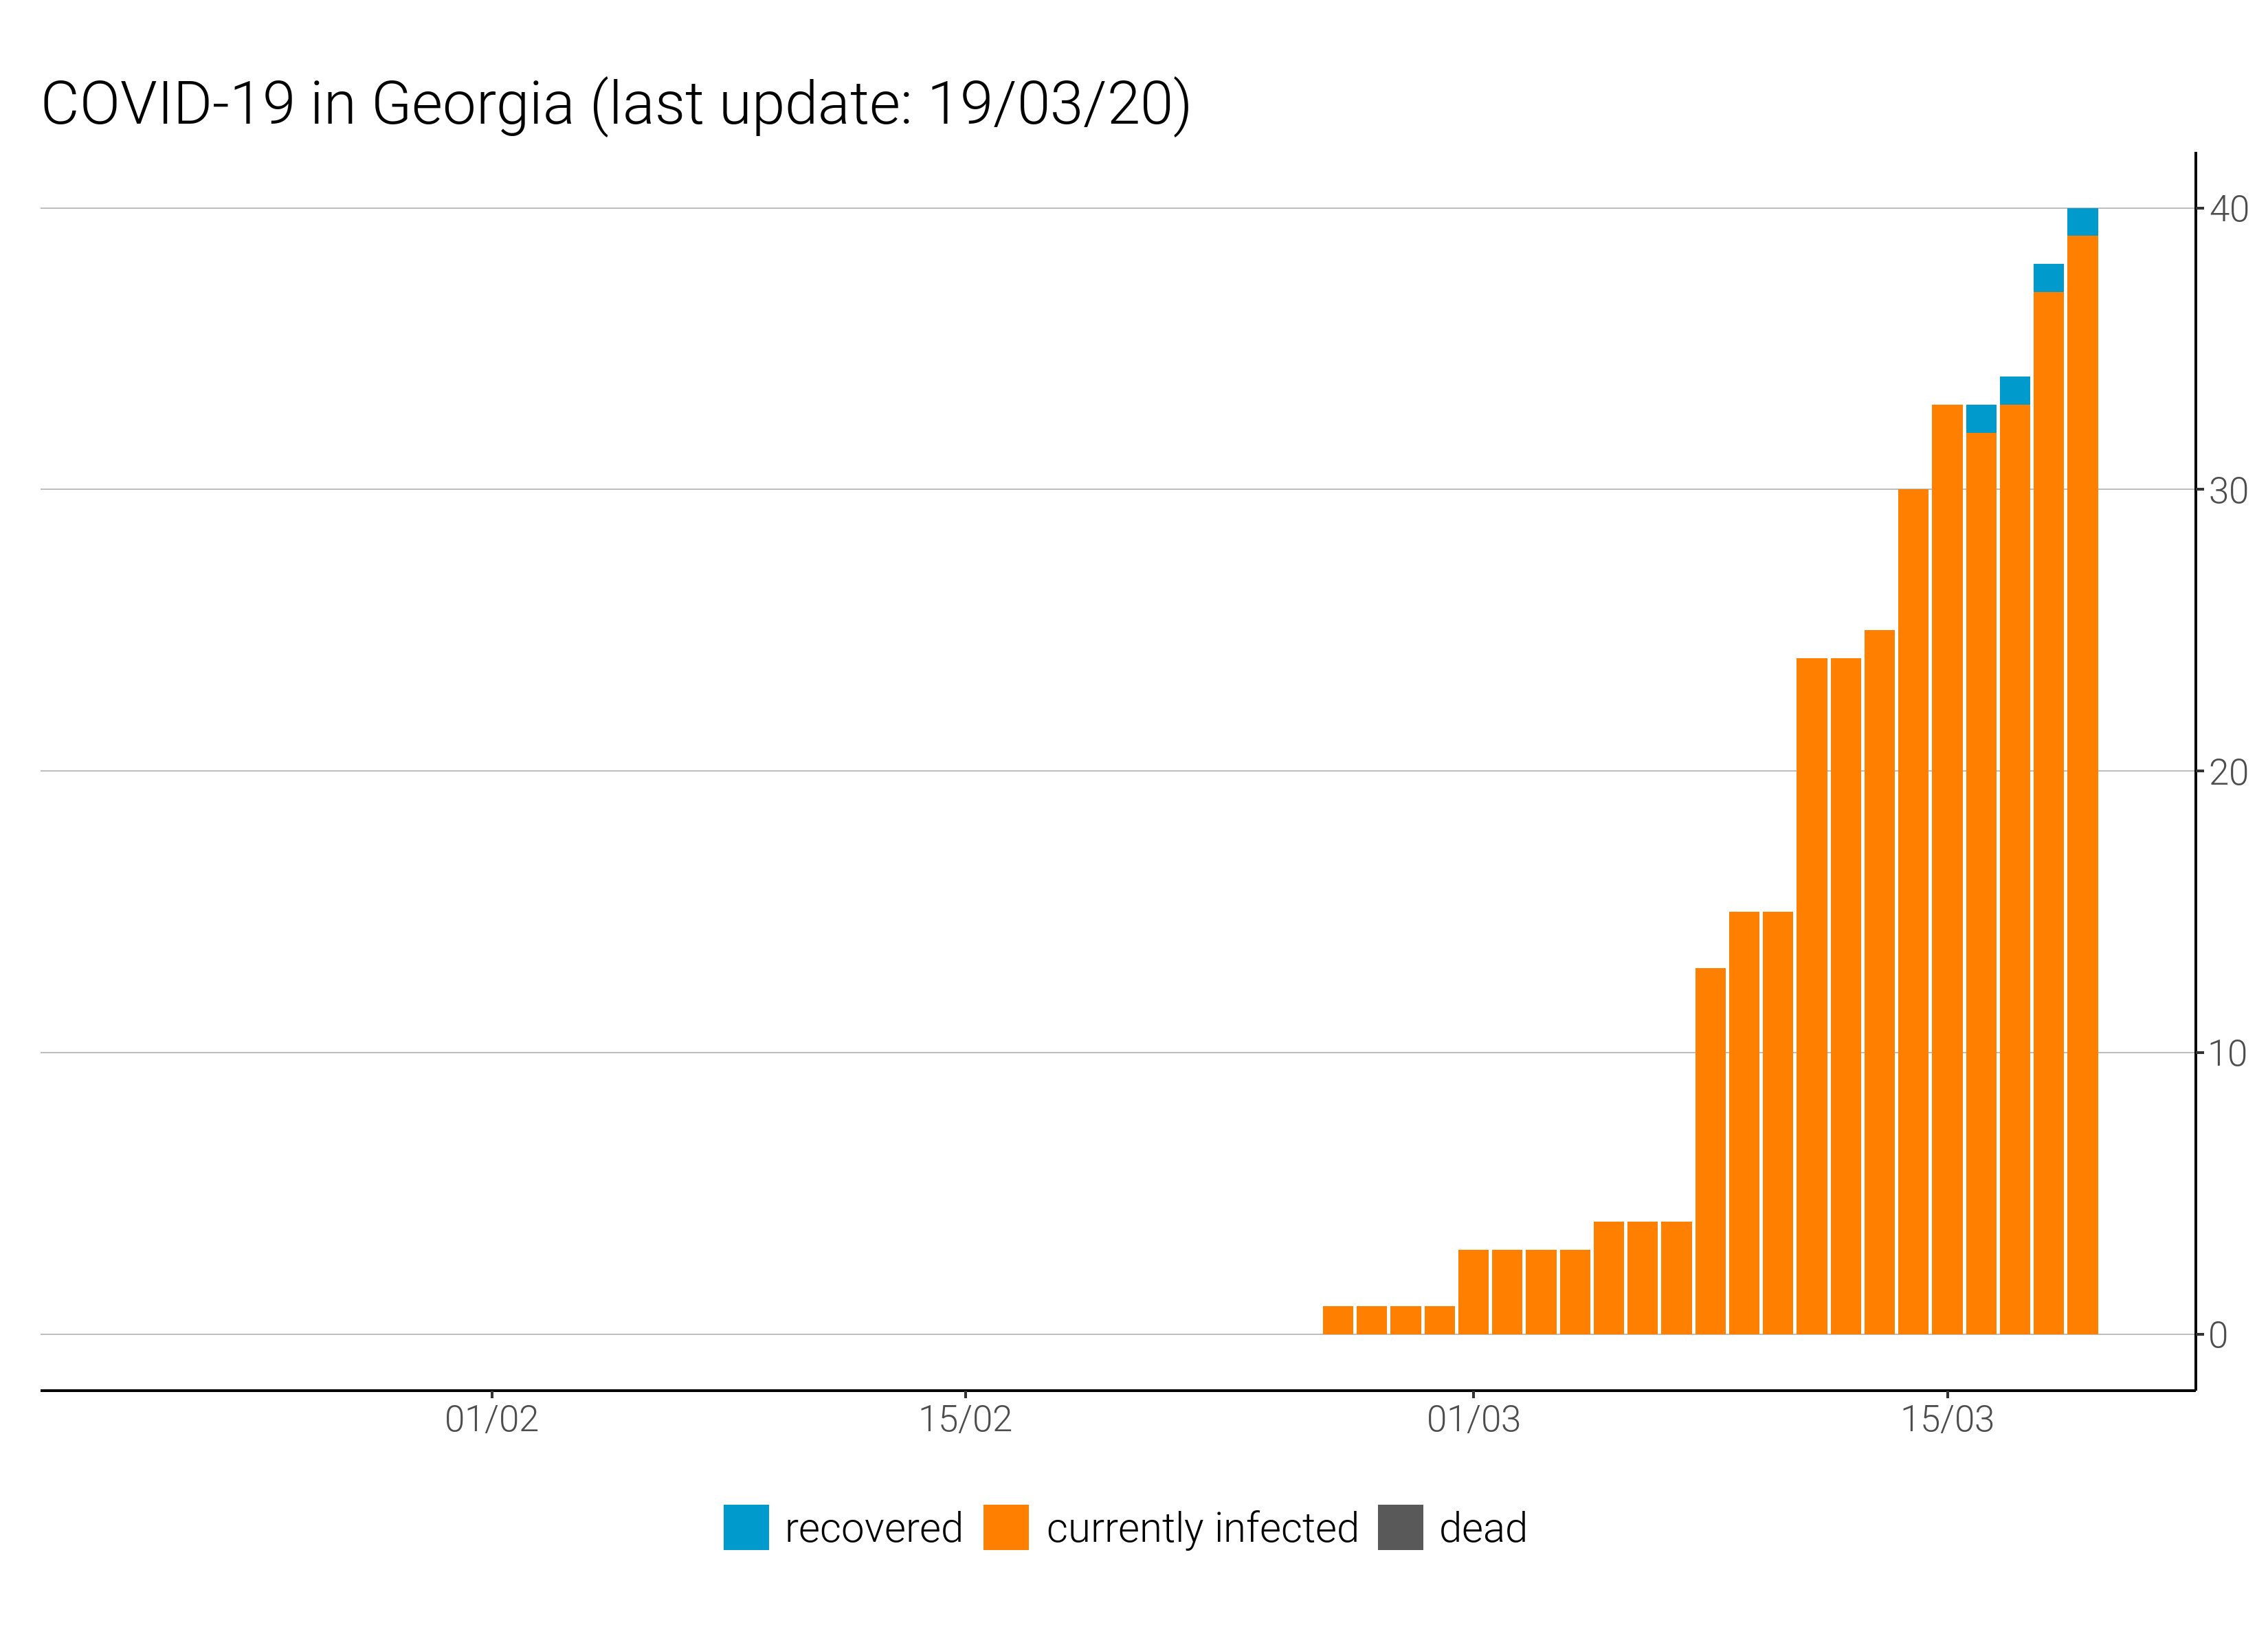 COVID-19 in Georgia (last update: 19/03/20)
40
30
20
10
0
01/02 15/02 01/03 15/03
recovered currently infected dead